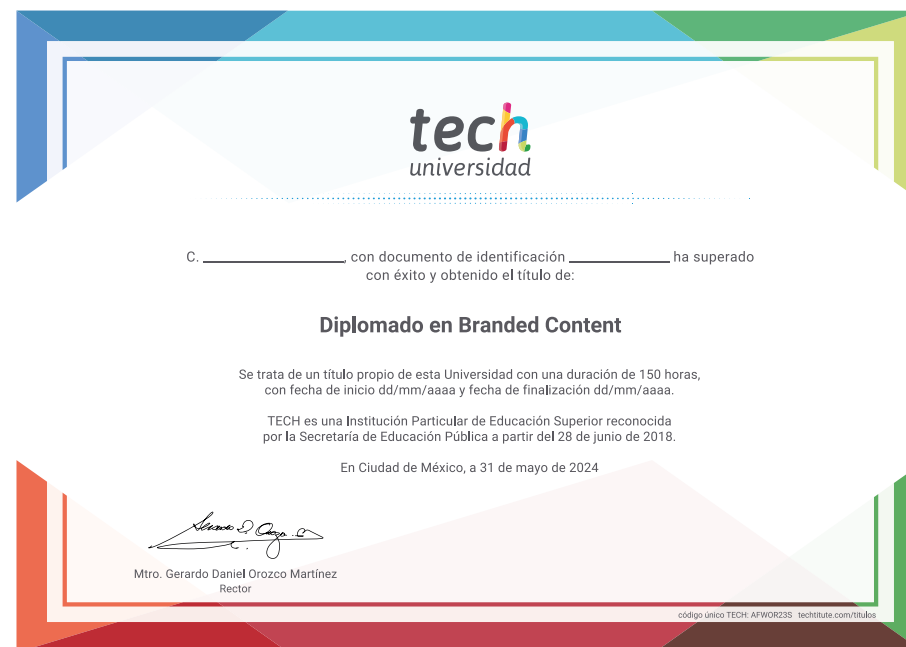 tech
universidad
C. ____________, con documento de identificación ____________ ha superado
con éxito y obtenido el título de:
Diplomado en Branded Content
Se trata de un título propio de esta Universidad con una duración de 150 horas,
con fecha de inicio dd/mm/aaaa y fecha de finalización dd/mm/aaaa.
TECH es una Institución Particular de Educación Superior reconocida
por la Secretaría de Educación Pública a partir del 28 de junio de 2018.
En Ciudad de México, a 31 de mayo de 2024
Mtro. Gerardo Daniel Orozco Martínez
Rector
código único TECH: AFWOR23S techtitute.com/titulos